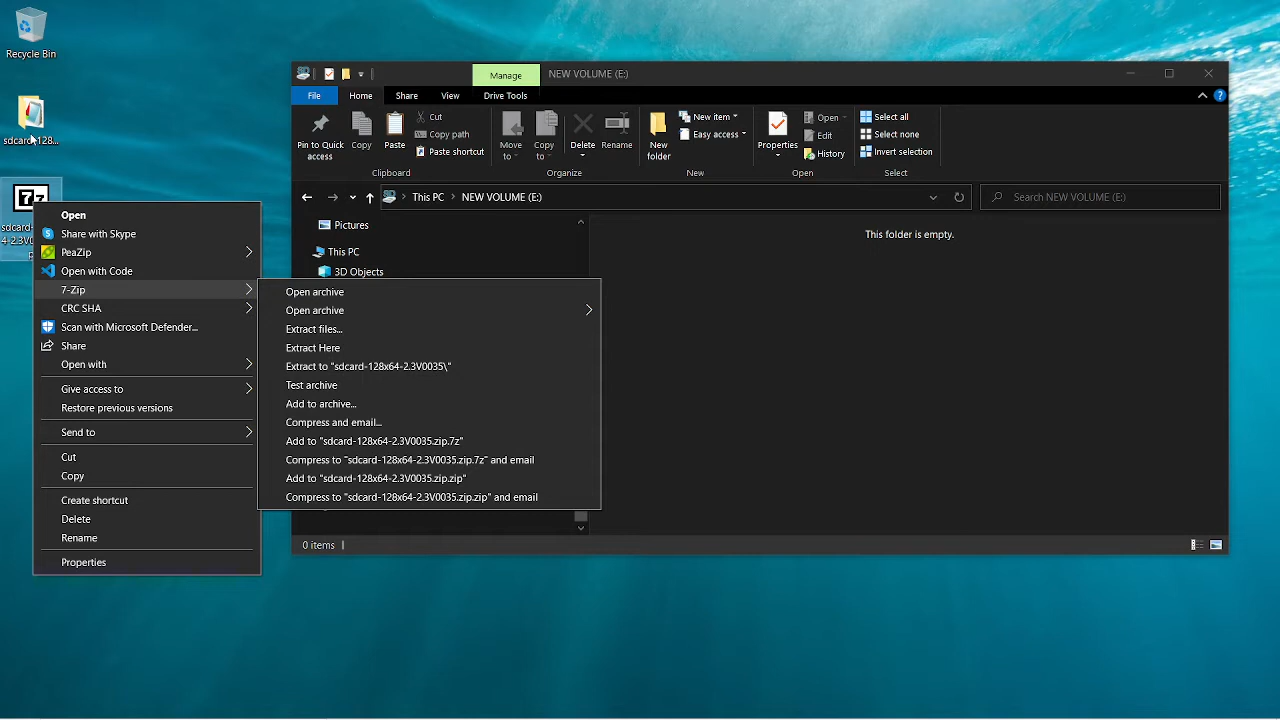 Recycle Bin
sdcard-128...
sdcard-
4-2.3V0
p
Open
Share with Skype
PeaZip
Open with Code
7-Zip
CRC SHA
Scan with Microsoft Defender...
Share
Open with
Give access to
Restore previous versions
Send to
Cut
Copy
Create shortcut
Delete
Rename
Properties
Open archive
Open archive
Extract files...
Extract Here
Extract to "sdcard-128x64-2.3V0035\"
Test archive
Add to archive...
Compress and email...
Add to "sdcard-128x64-2.3V0035.zip.7z"
Compress to "sdcard-128x64-2.3V0035.zip.7z" and email
Add to "sdcard-128x64-2.3V0035.zip.zip"
Compress to "sdcard-128x64-2.3V0035.zip.zip" and email
Manage
NEW VOLUME (E:)
File
Home
Share
View
Drive Tools
Pin to Quick
access
Copy
Paste
Cut
Copy path
Paste shortcut
Clipboard
Move
to
Copy
to
Delete
Rename
Organize
New
folder
New item
Easy access
New
Properties
Open
Edit
History
Open
Select all
Select none
Invert selection
Select
This PC
NEW VOLUME (E:)
Search NEW VOLUME (E:)
Pictures
This PC
3D Objects
This folder is empty.
0 items